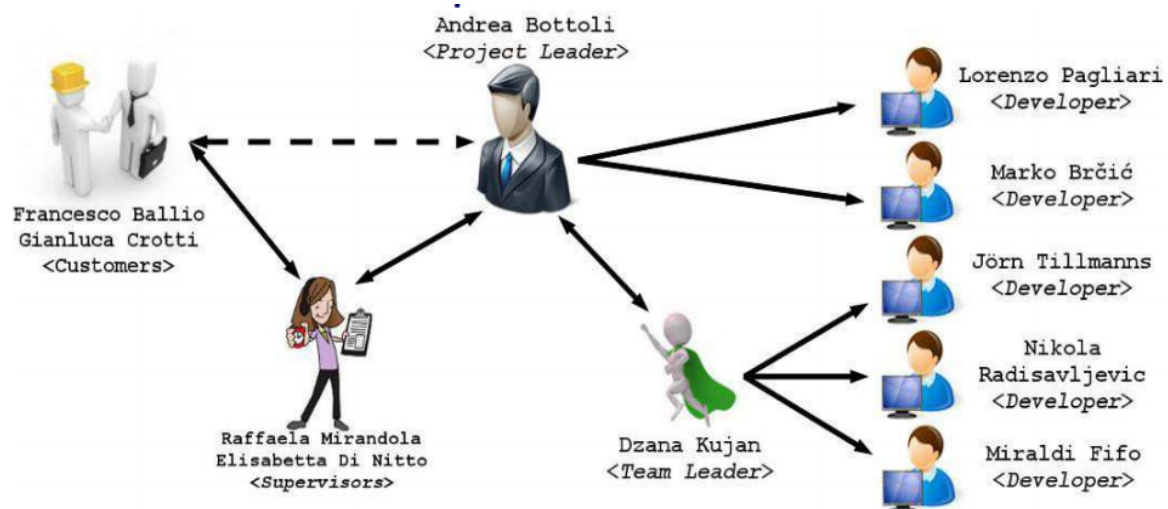 Andrea Bottoli
<Project Leader>
Francesco Ballio
Gianluca Crotti
<Customers>
Raffaela Mirandola
Elisabetta Di Nitto
<Supervisors>
Dzana Kujan
<Team Leader>
Lorenzo Pagliari
<Developer>
Marko Brčić
<Developer>
Jörn Tillmanns
<Developer>
Nikola
Radisavljevic
<Developer>
Miraldi Fifo
<Developer>